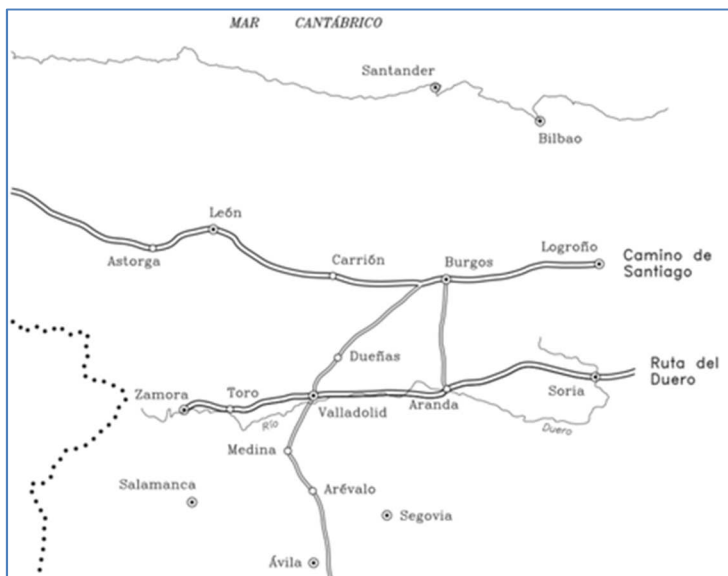 MAR CANTÁBRICO
Santander
Bilbao
León
Astorga
Carrión
Burgos
Logroño
Camino de
Santiago
Dueñas
Ruta del
Duero
Zamora
Toro
Valladolid
Aranda
Soria
Río
Duero
Medina
Salamanca
Arévalo
Segovia
Ávila